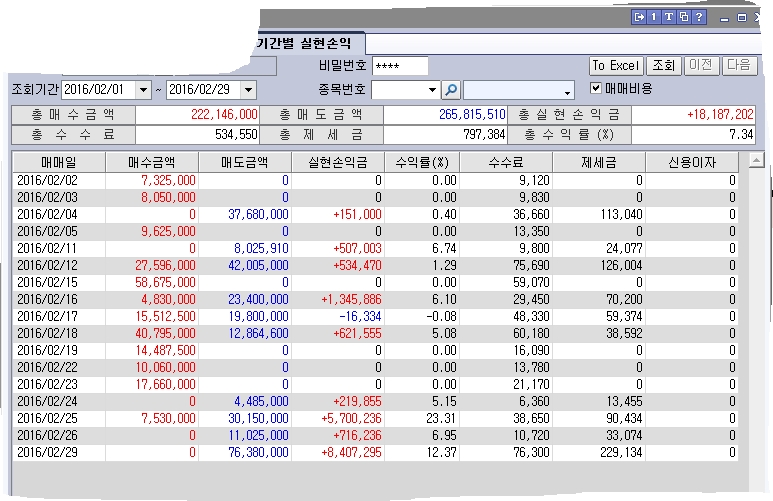 1 T ?
기간별 실현손익
비밀번호 **** To Excel 조회 이전 다음
조회기간 2016/02/01 ~ 2016/02/29 종목번호 매매비용
총매수금액 222,146,000 총매도금액 265,815,510 총실현손익금 +18,187,202
총수수료 534,550 총제세금 797,384 총수익률(%) 7.34
매매일 매수금액 매도금액 실현손익금 수익률(%) 수수료 제세금 신용이자
2016/02/02 7,325,000 0 0 0.00 9,120 0 0
2016/02/03 8,050,000 0 0 0.00 9,830 0 0
2016/02/04 0 37,680,000 +151,000 0.40 36,660 113,040 0
2016/02/05 9,625,000 0 0 0.00 13,350 0 0
2016/02/11 0 8,025,910 +507,003 6.74 9,800 24,077 0
2016/02/12 27,596,000 42,005,000 +534,470 1.29 75,690 126,004 0
2016/02/15 58,675,000 0 0 0.00 59,070 0 0
2016/02/16 4,830,000 23,400,000 +1,345,886 6.10 29,450 70,200 0
2016/02/17 15,512,500 19,800,000 -16,334 -0.08 48,330 59,374 0
2016/02/18 40,795,000 12,864,600 +621,555 5.08 60,180 38,592 0
2016/02/19 14,487,500 0 0 0.00 16,090 0 0
2016/02/22 10,060,000 0 0 0.00 13,780 0 0
2016/02/23 17,660,000 0 0 0.00 21,170 0 0
2016/02/24 0 4,485,000 +219,855 5.15 6,360 13,455 0
2016/02/25 7,530,000 30,150,000 +5,700,236 23.31 38,650 90,434 0
2016/02/26 0 11,025,000 +716,236 6.95 10,720 33,074 0
2016/02/29 0 76,380,000 +8,407,295 12.37 76,300 229,134 0